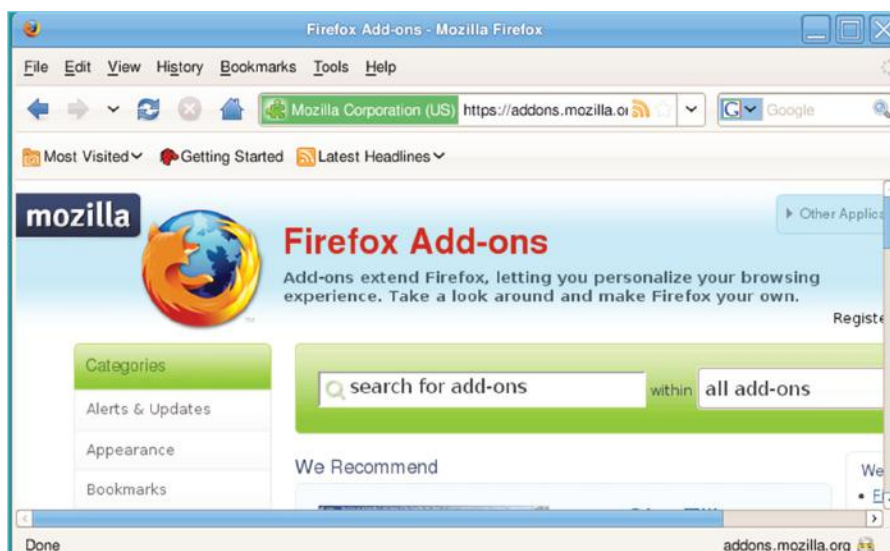 Firefox Add-ons - Mozilla Firefox
File Edit View History Bookmarks Tools Help
Mozilla Corporation (US) https://addons.mozilla.or G Google
Most Visited Getting Started Latest Headlines
mozilla
Other Applica
Firefox Add-ons
Add-ons extend Firefox, letting you personalize your browsing
experience. Take a look around and make Firefox your own.
Registe
Categories
search for add-ons within all add-ons
Alerts & Updates
Appearance
We Recommend
We
Bookmarks
Done addons.mozilla.org